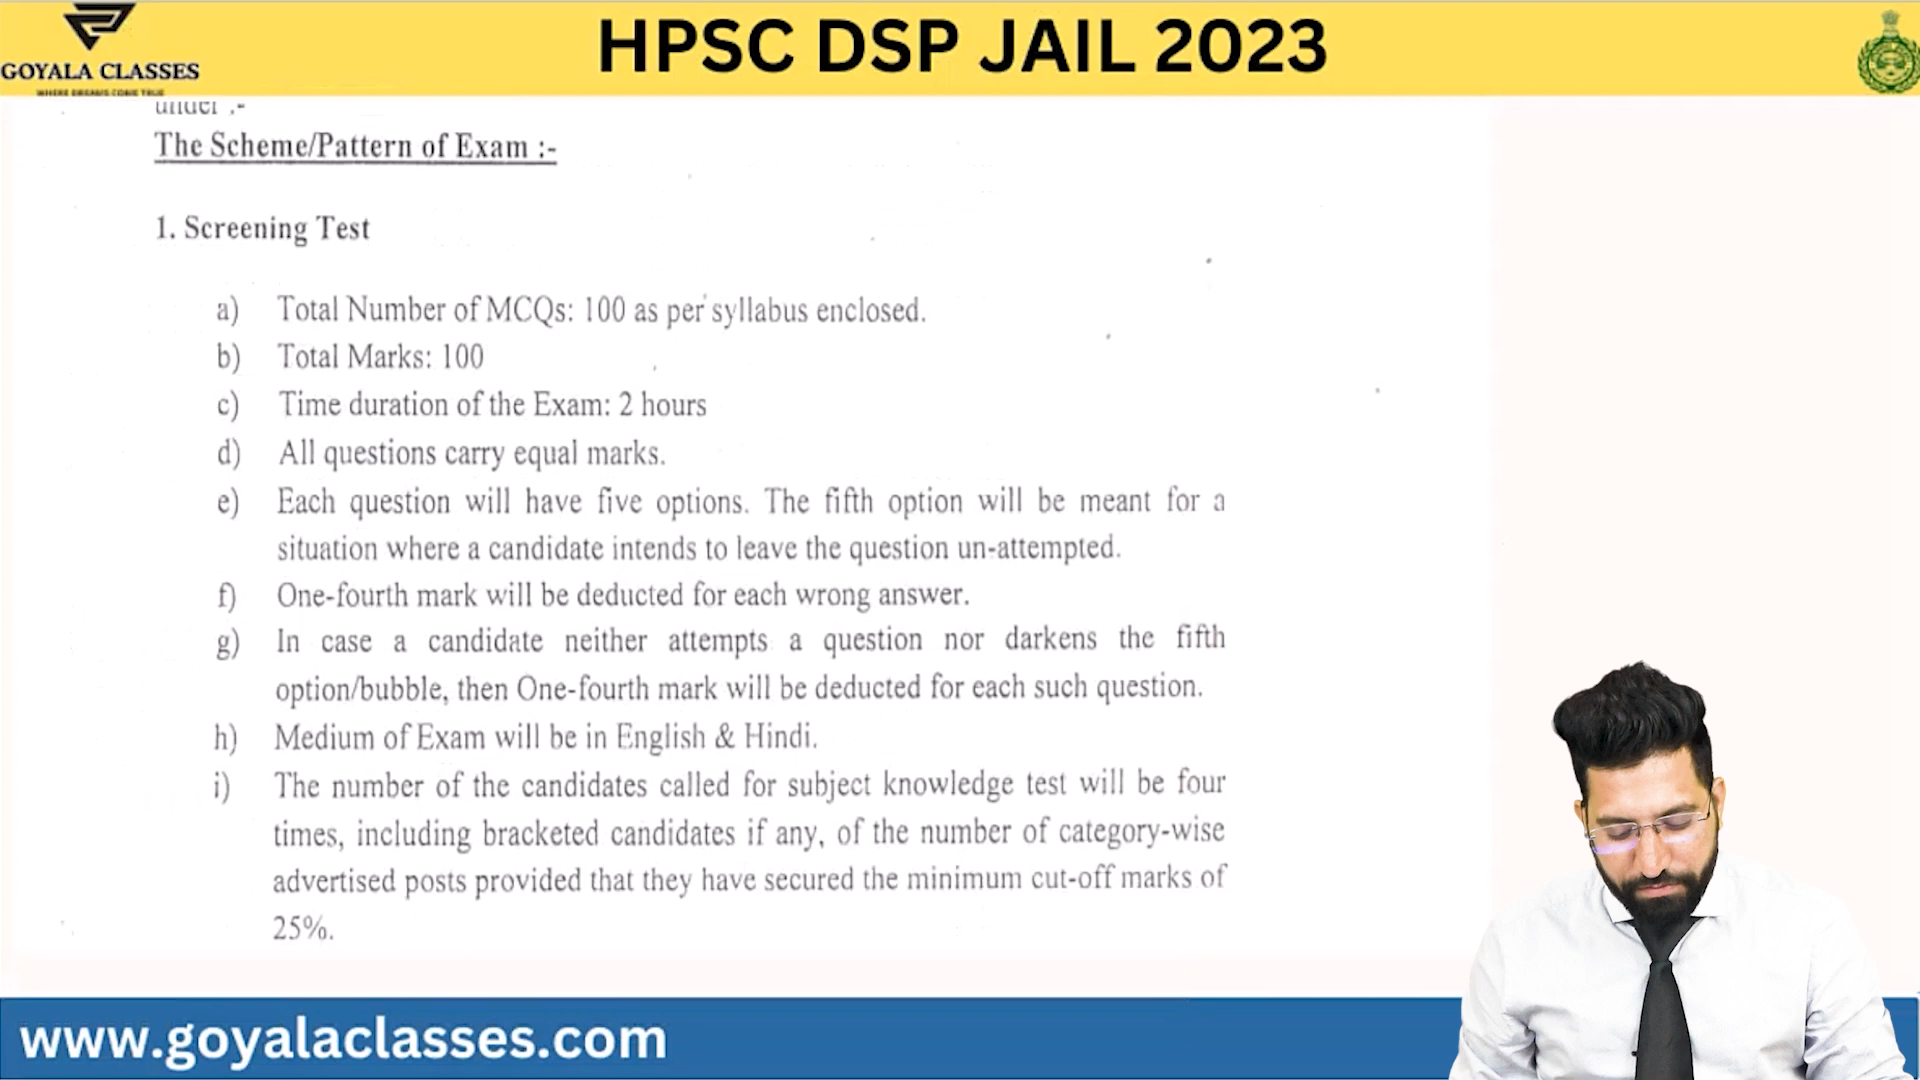 HPSC DSP JAIL 2023
GOYALA CLASSES
WHERE DREAMS COME TRUE
under :-
The Scheme/Pattern of Exam :-
1. Screening Test
a) Total Number of MCQs: 100 as per syllabus enclosed.
b) Total Marks: 100
c) Time duration of the Exam: 2 hours
d) All questions carry equal marks.
e) Each question will have five options. The fifth option will be meant for a
situation where a candidate intends to leave the question un-attempted.
f) One-fourth mark will be deducted for each wrong answer.
g) In case a candidate neither attempts a question nor darkens the fifth
option/bubble, then One-fourth mark will be deducted for each such question.
h) Medium of Exam will be in English & Hindi.
i) The number of the candidates called for subject knowledge test will be four
times, including bracketed candidates if any, of the number of category-wise
advertised posts provided that they have secured the minimum cut-off marks of
25%.
www.goyalaclasses.com